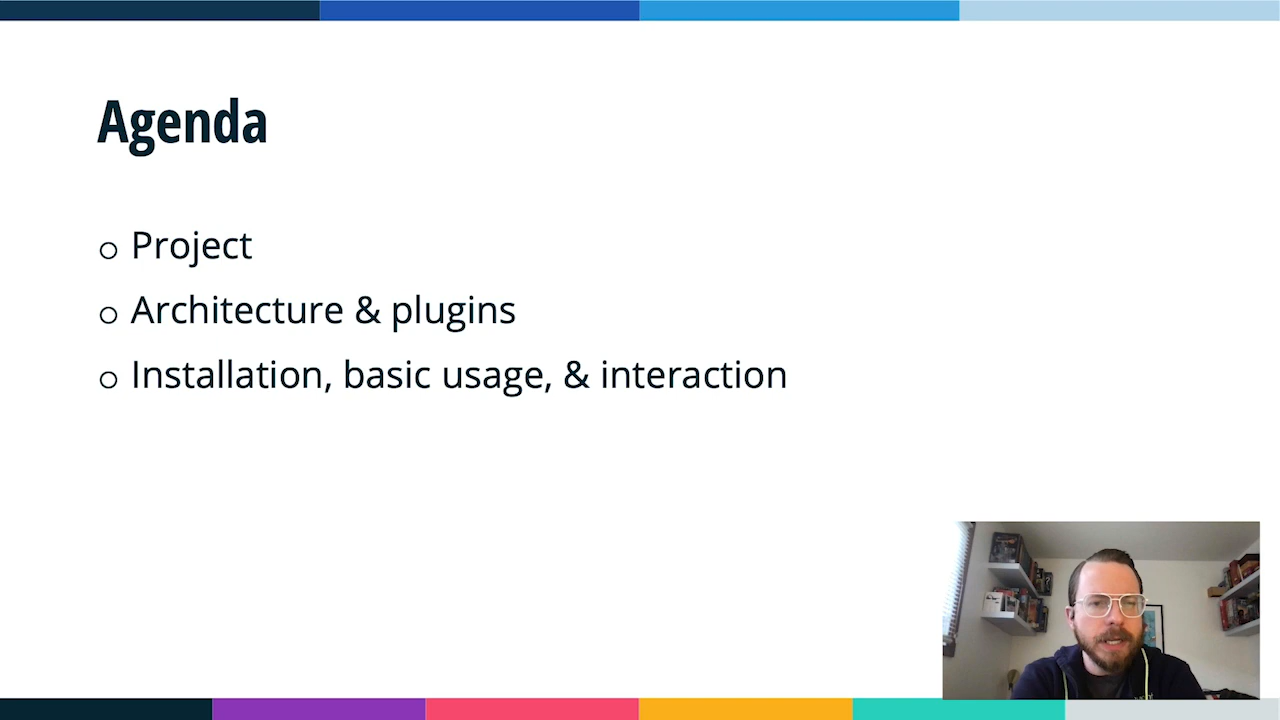 Agenda
Project
Architecture & plugins
Installation, basic usage, & interaction